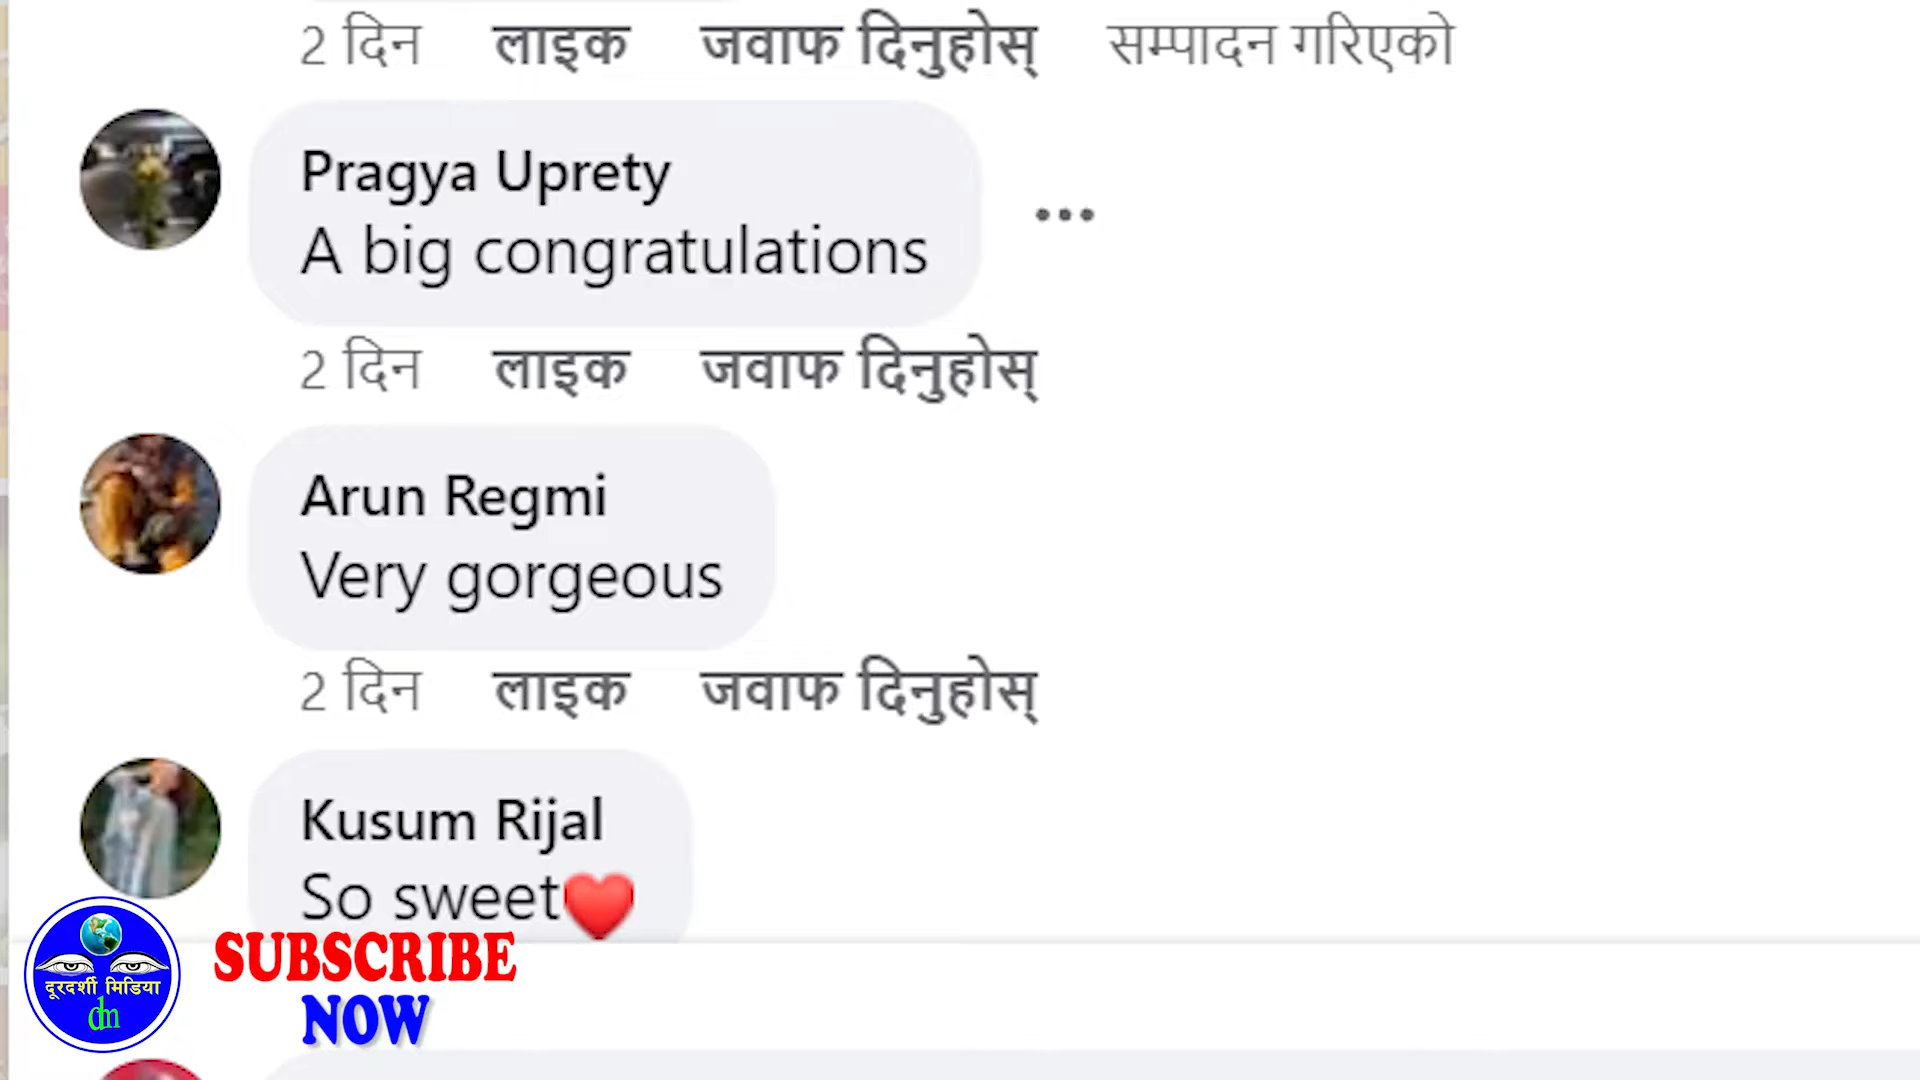 2 दिन लाइक जवाफ दिनुहोस् सम्पादन गरिएको
Pragya Uprety
A big congratulations
2 दिन लाइक जवाफ दिनुहोस्
Arun Regmi
Very gorgeous
2 दिन लाइक जवाफ दिनुहोस्
Kusum Rijal
So sweet❤️
दूरदर्शी मिडिया
dm
SUBSCRIBE
NOW